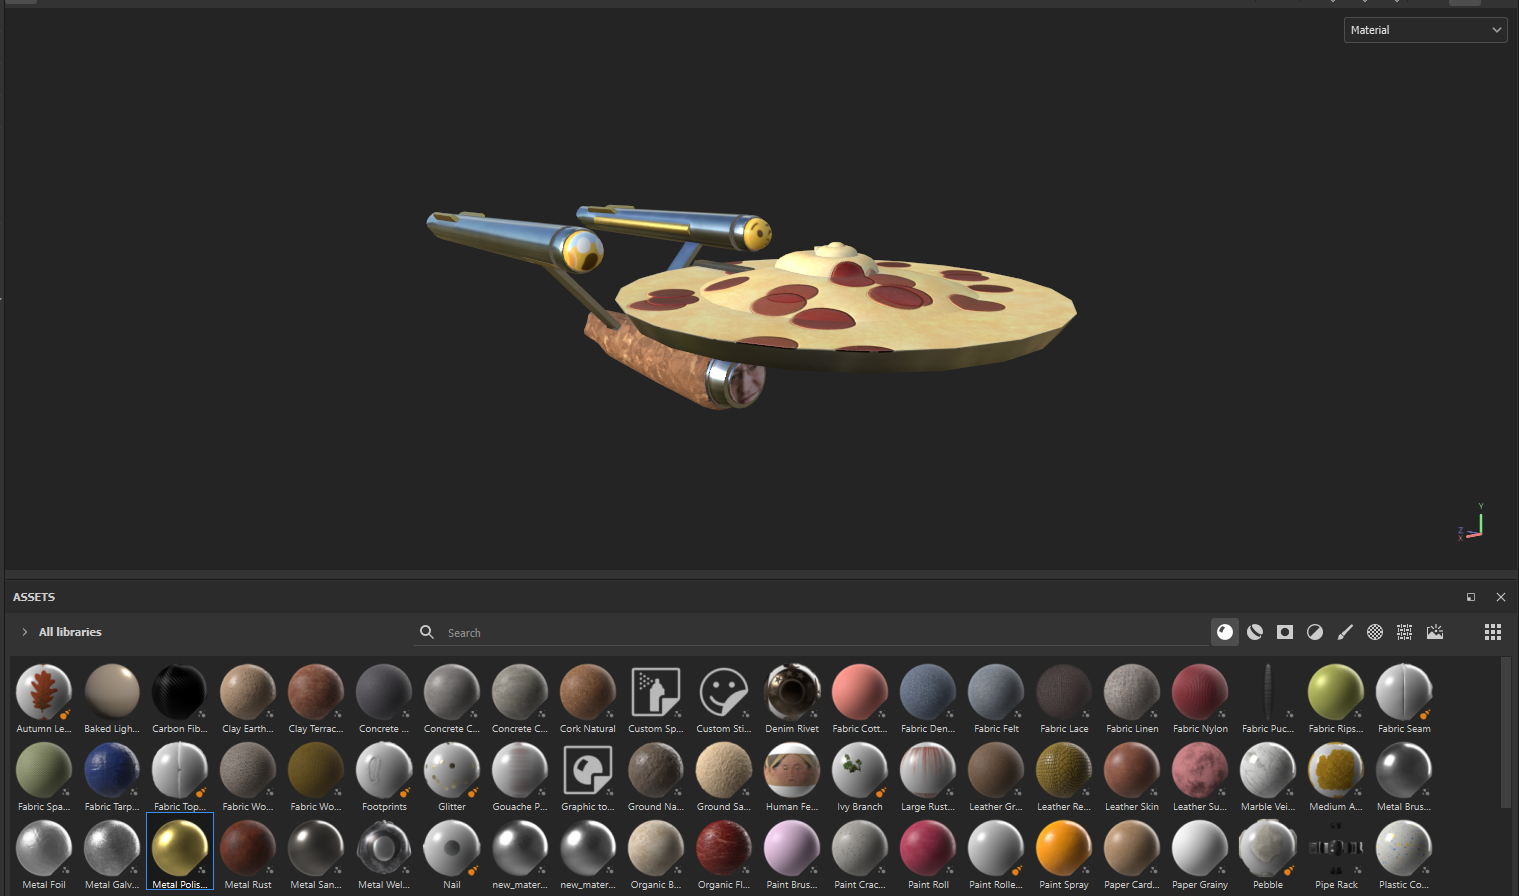 Material
Y
Z
X
ASSETS
All libraries
Search
Autumn Le...
Baked Ligh...
Carbon Fib...
Clay Earth...
Clay Terrac...
Concrete ...
Concrete C...
Concrete C...
Cork Natural
Custom Sp...
Custom Sti...
Denim Rivet
Fabric Cott...
Fabric Den...
Fabric Felt
Fabric Lace
Fabric Linen
Fabric Nylon
Fabric Puc...
Fabric Rips...
Fabric Seam
Fabric Spa...
Fabric Tarp...
Fabric Top...
Fabric Wo...
Fabric Wo...
Footprints
Glitter
Gouache P...
Graphic to...
Ground Na...
Ground Sa...
Human Fe...
Ivy Branch
Large Rust...
Leather Gr...
Leather Re...
Leather Skin
Leather Su...
Marble Vei...
Medium A...
Metal Brus...
Metal Foil
Metal Galv...
Metal Polis...
Metal Rust
Metal San...
Metal Wel...
Nail
new_mater...
new_mater...
Organic B...
Organic Fl...
Paint Brus...
Paint Crac...
Paint Roll
Paint Rolle...
Paint Spray
Paper Card...
Paper Grainy
Pebble
Pipe Rack
Plastic Co...